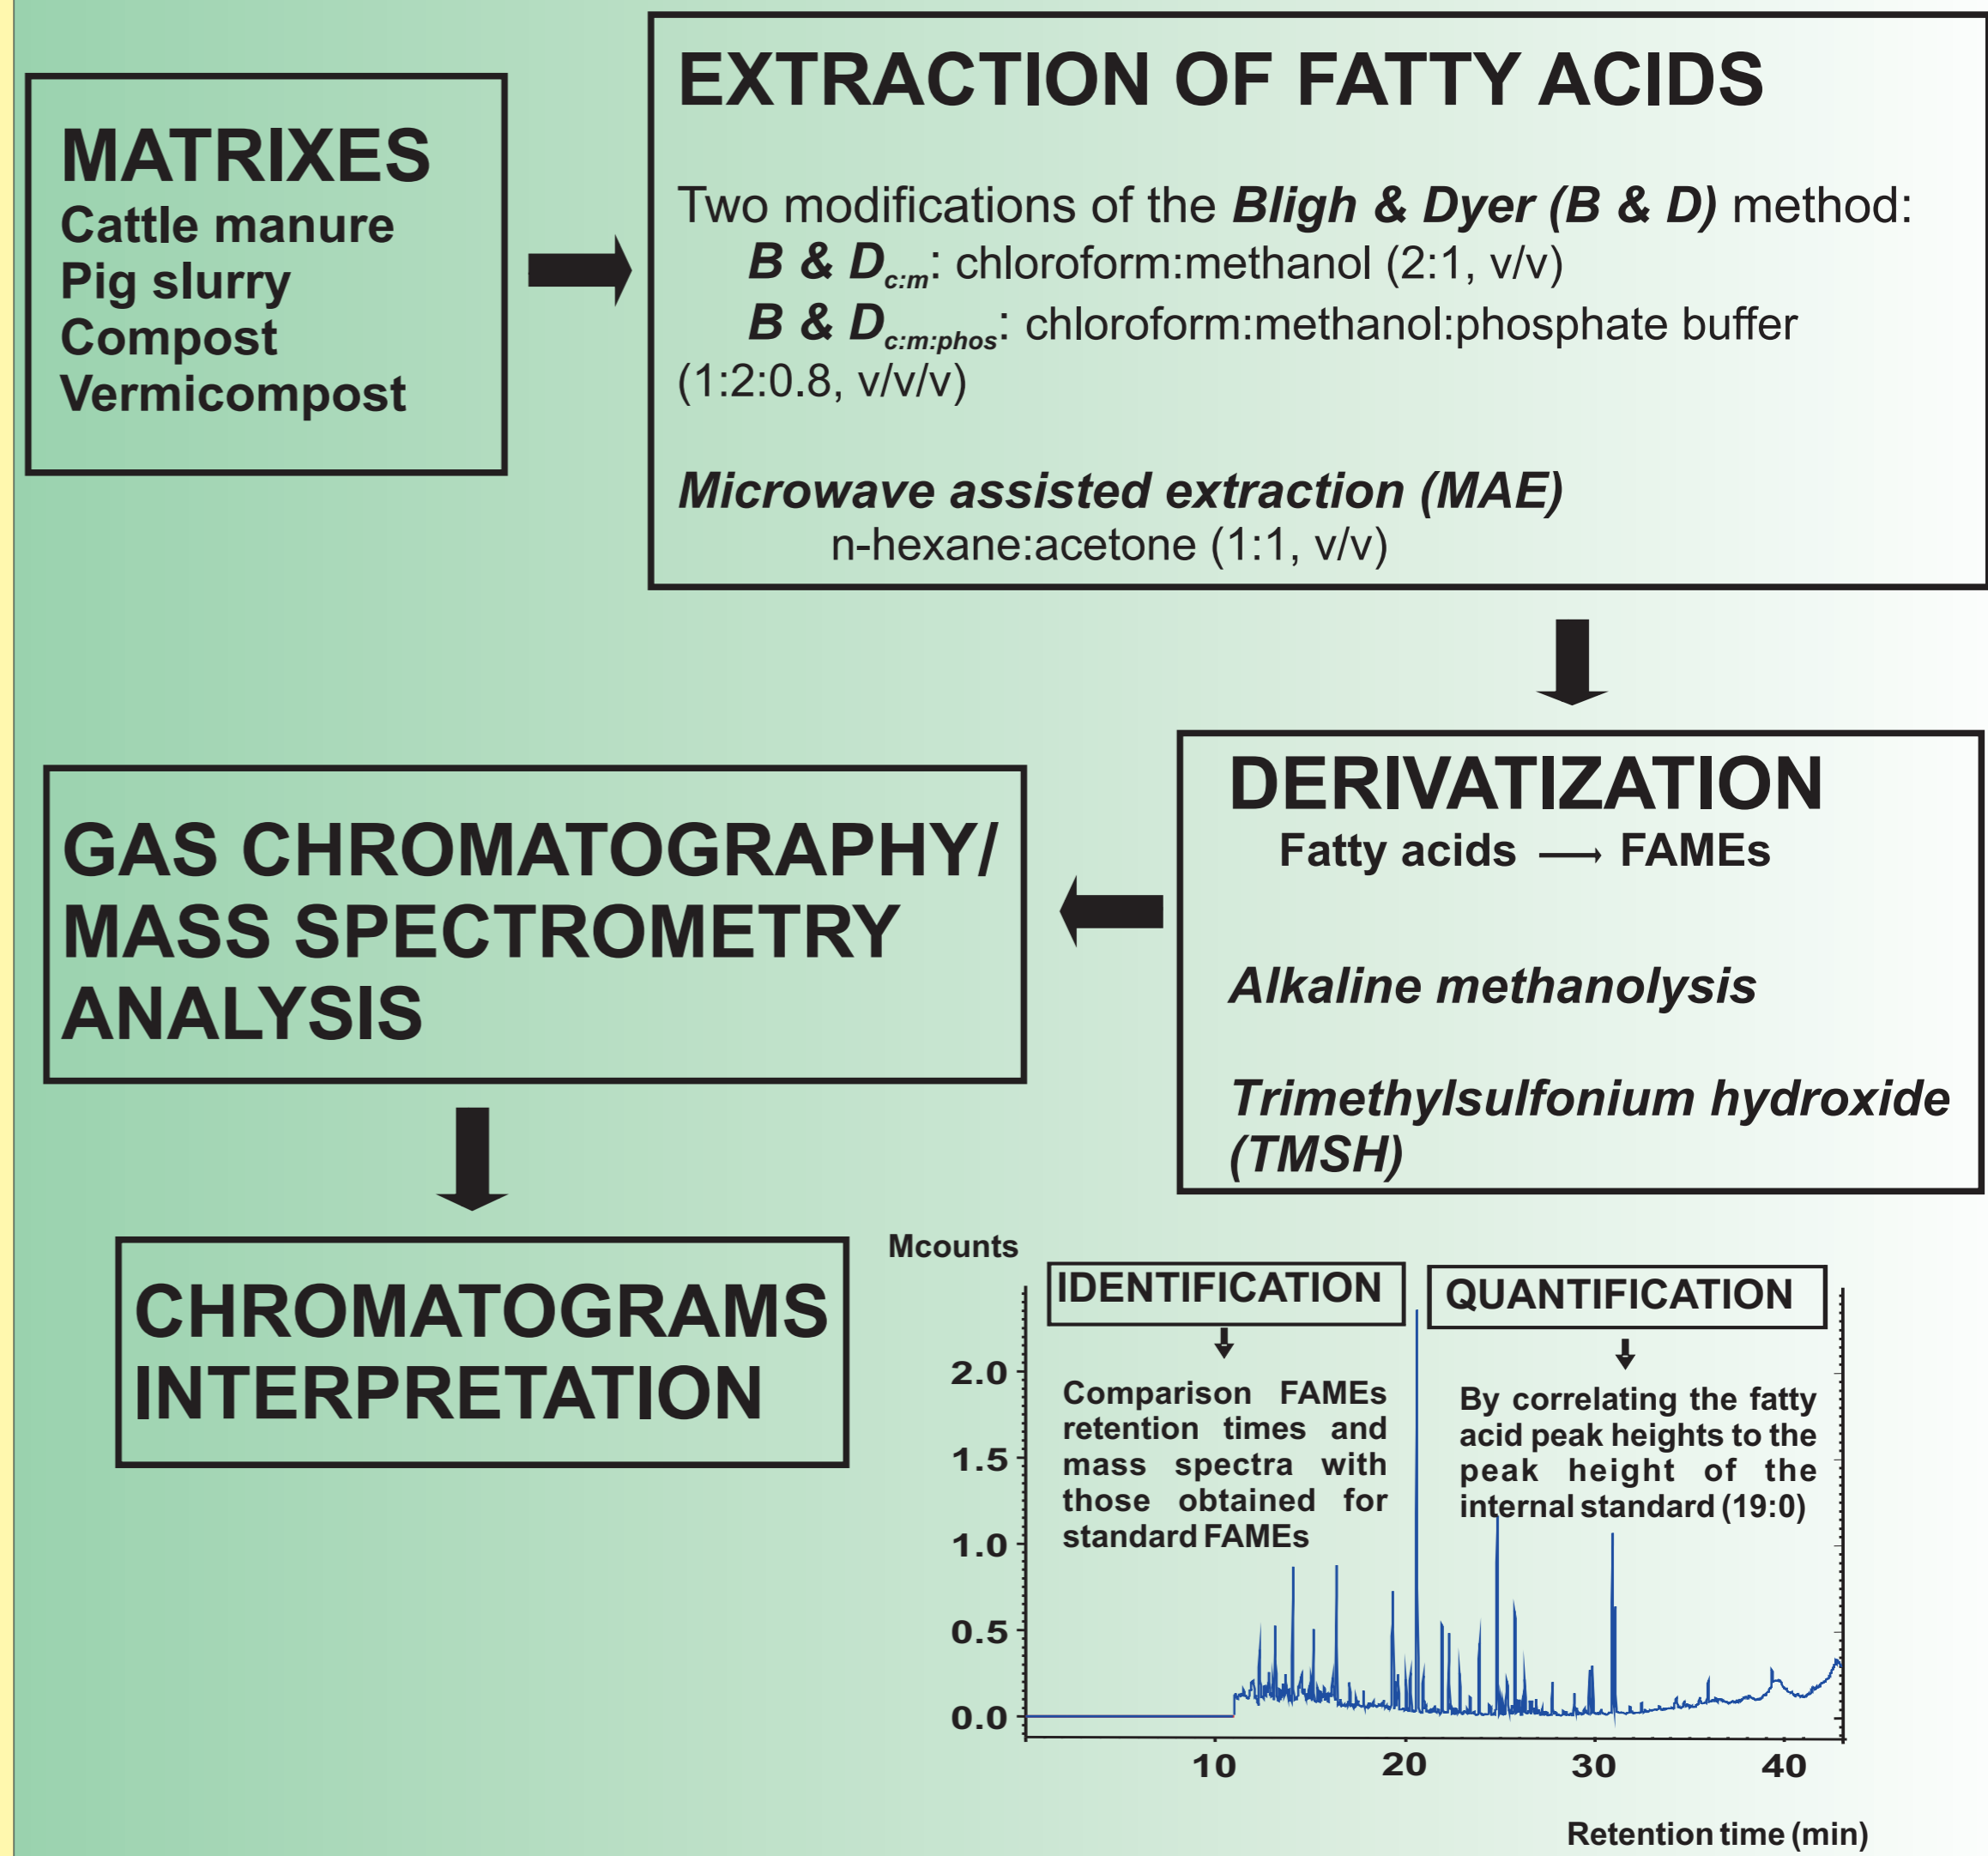 MATRIXES
Cattle manure
Pig slurry
Compost
Vermicompost
EXTRACTION OF FATTY ACIDS
Two modifications of the Bligh & Dyer (B & D) method:
B & Dc:m: chloroform:methanol (2:1, v/v)
B & Dc:m:phos: chloroform:methanol:phosphate buffer
(1:2:0.8, v/v/v)
Microwave assisted extraction (MAE)
n-hexane:acetone (1:1, v/v)
DERIVATIZATION
Fatty acids → FAMEs
Alkaline methanolysis
Trimethylsulfonium hydroxide
(TMSH)
GAS CHROMATOGRAPHY/
MASS SPECTROMETRY
ANALYSIS
CHROMATOGRAMS
INTERPRETATION
Mcounts
IDENTIFICATION
Comparison FAMEs
retention times and
mass spectra with
those obtained for
standard FAMEs
QUANTIFICATION
By correlating the fatty
acid peak heights to the
peak height of the
internal standard (19:0)
2.0
1.5
1.0
0.5
0.0
10 20 30 40
Retention time (min)